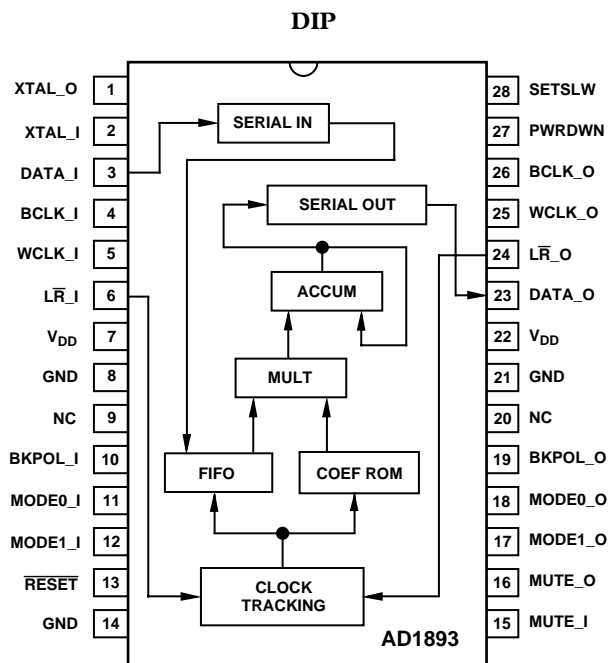 DIP
XTAL_O 1
XTAL_I 2
DATA_I 3
BCLK_I 4
WCLK_I 5
LR̅_I 6
VDD 7
GND 8
NC 9
BKPOL_I 10
MODE0_I 11
MODE1_I 12
R̅E̅S̅E̅T̅ 13
GND 14
SERIAL IN
SERIAL OUT
ACCUM
MULT
FIFO
COEF ROM
CLOCK
TRACKING
AD1893
28 SETSLW
27 PWRDWN
26 BCLK_O
25 WCLK_O
24 LR̅_O
23 DATA_O
22 VDD
21 GND
20 NC
19 BKPOL_O
18 MODE0_O
17 MODE1_O
16 MUTE_O
15 MUTE_I